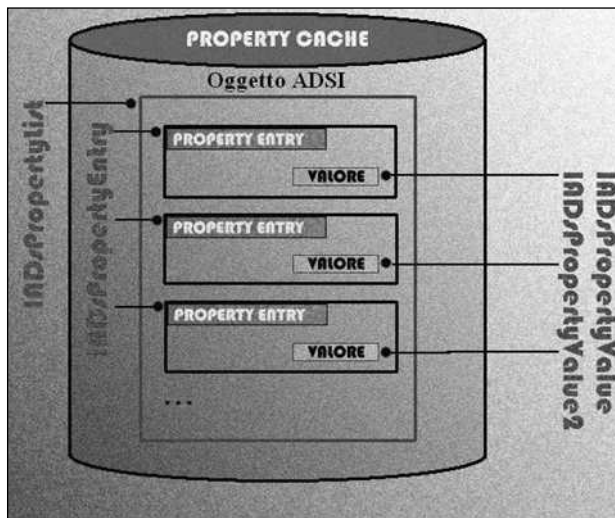 PROPERTY CACHE
Oggetto ADSI
IADsPropertyList
IADsPropertyEntry
PROPERTY ENTRY
VALORE
PROPERTY ENTRY
VALORE
PROPERTY ENTRY
VALORE
...
IADsPropertyValue
IADsPropertyValue2